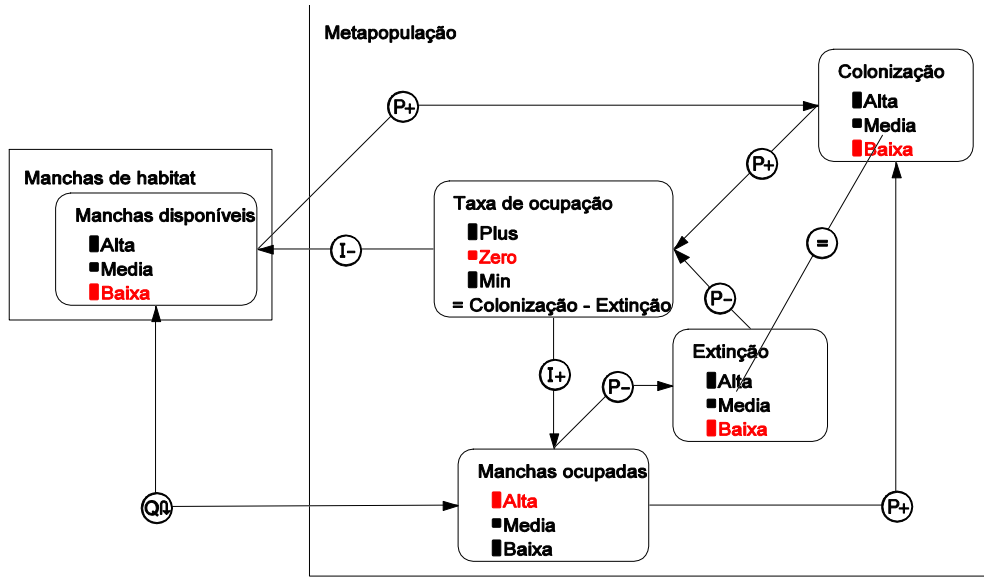 Metapopulação
Colonização
Alta
Media
Baixa
P+
P+
Manchas de habitat
Manchas disponíveis
Alta
Media
Baixa
I-
Taxa de ocupação
Plus
Zero
Min
= Colonização - Extinção
=
P-
Extinção
Alta
Media
Baixa
I+
P-
Manchas ocupadas
Alta
Media
Baixa
P+